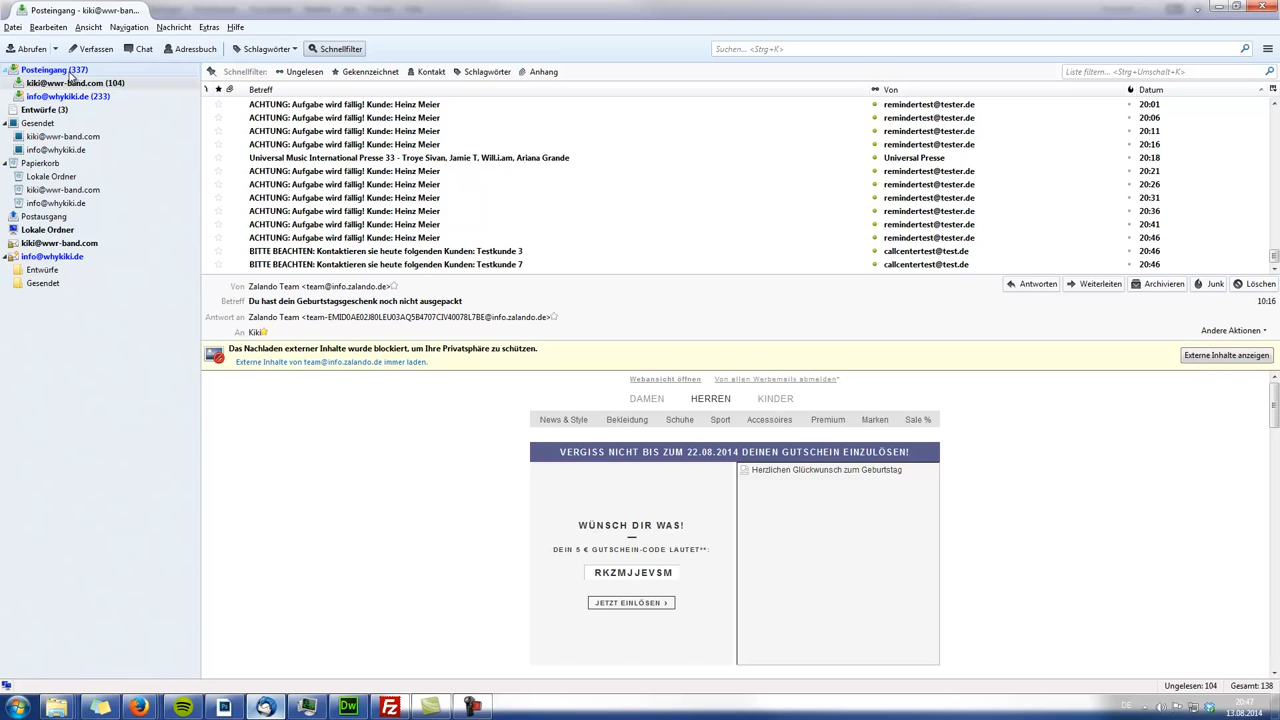 Posteingang - kiki@wwr-ban...
Datei Bearbeiten Ansicht Navigation Nachricht Extras Hilfe
Abrufen Verfassen Chat Adressbuch Schlagwörter Schnellfilter Suchen... <Strg+K>
Posteingang (337)
kiki@wwr-band.com (104)
info@whykiki.de (233)
Entwürfe (3)
Gesendet
kiki@wwr-band.com
info@whykiki.de
Papierkorb
Lokale Ordner
kiki@wwr-band.com
info@whykiki.de
Postausgang
Lokale Ordner
kiki@wwr-band.com
info@whykiki.de
Entwürfe
Gesendet
Schnellfilter: Ungelesen Gekennzeichnet Kontakt Schlagwörter Anhang Liste filtern... <Strg+Umschalt+K>
Betreff Von Datum
ACHTUNG: Aufgabe wird fällig! Kunde: Heinz Meier remindertest@tester.de 20:01
ACHTUNG: Aufgabe wird fällig! Kunde: Heinz Meier remindertest@tester.de 20:06
ACHTUNG: Aufgabe wird fällig! Kunde: Heinz Meier remindertest@tester.de 20:11
ACHTUNG: Aufgabe wird fällig! Kunde: Heinz Meier remindertest@tester.de 20:16
Universal Music International Presse 33 - Troye Sivan, Jamie T, Will.i.am, Ariana Grande Universal Presse 20:18
ACHTUNG: Aufgabe wird fällig! Kunde: Heinz Meier remindertest@tester.de 20:21
ACHTUNG: Aufgabe wird fällig! Kunde: Heinz Meier remindertest@tester.de 20:26
ACHTUNG: Aufgabe wird fällig! Kunde: Heinz Meier remindertest@tester.de 20:31
ACHTUNG: Aufgabe wird fällig! Kunde: Heinz Meier remindertest@tester.de 20:36
ACHTUNG: Aufgabe wird fällig! Kunde: Heinz Meier remindertest@tester.de 20:41
ACHTUNG: Aufgabe wird fällig! Kunde: Heinz Meier remindertest@tester.de 20:46
BITTE BEACHTEN: Kontaktieren sie heute folgenden Kunden: Testkunde 3 callcentertest@test.de 20:46
BITTE BEACHTEN: Kontaktieren sie heute folgenden Kunden: Testkunde 7 callcentertest@test.de 20:46
Von Zalando Team <team@info.zalando.de> Antworten Weiterleiten Archivieren Junk Löschen
Betreff Du hast dein Geburtstagsgeschenk noch nicht ausgepackt 10:16
Antwort an Zalando Team <team-EMID0AE02J80LEU03AQ5B4707CIV40078L7BE@info.zalando.de>
An Kiki Andere Aktionen
Das Nachladen externer Inhalte wurde blockiert, um Ihre Privatsphäre zu schützen.
Externe Inhalte von team@info.zalando.de immer laden. Externe Inhalte anzeigen
Webansicht öffnen Von allen Werbemails abmelden*
DAMEN HERREN KINDER
News & Style Bekleidung Schuhe Sport Accessoires Premium Marken Sale %
VERGISS NICHT BIS ZUM 22.08.2014 DEINEN GUTSCHEIN EINZULÖSEN!
Herzlichen Glückwunsch zum Geburtstag
WÜNSCH DIR WAS!
DEIN 5 € GUTSCHEIN-CODE LAUTET**:
RKZMJJEVSM
JETZT EINLÖSEN ›
Ungelesen: 104 Gesamt: 138
Dw Fz DE 20:47
13.08.2014